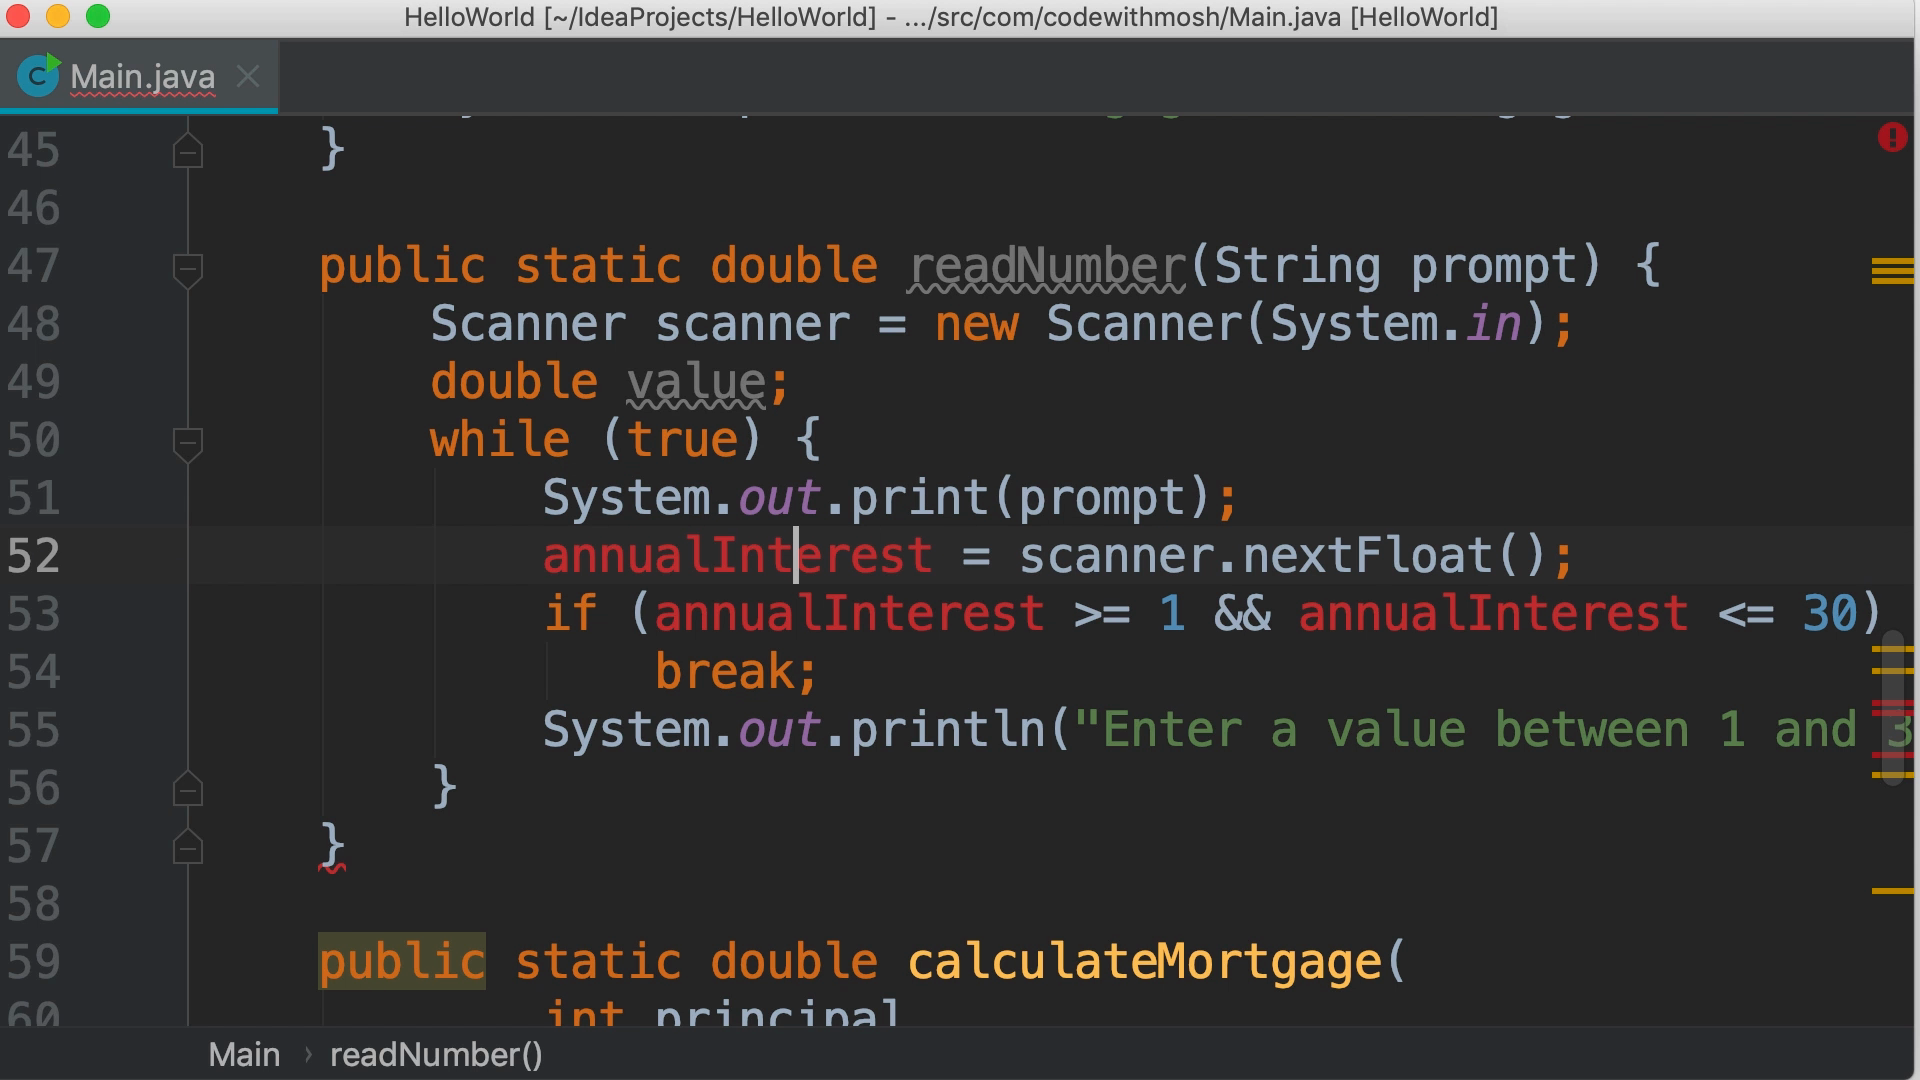 HelloWorld [~/IdeaProjects/HelloWorld] - .../src/com/codewithmosh/Main.java [HelloWorld]
Main.java
45 }
46
47 public static double readNumber(String prompt) {
48 Scanner scanner = new Scanner(System.in);
49 double value;
50 while (true) {
51 System.out.print(prompt);
52 annualInterest = scanner.nextFloat();
53 if (annualInterest >= 1 && annualInterest <= 30)
54 break;
55 System.out.println("Enter a value between 1 and 3
56 }
57 }
58
59 public static double calculateMortgage(
60 int principal
Main › readNumber()